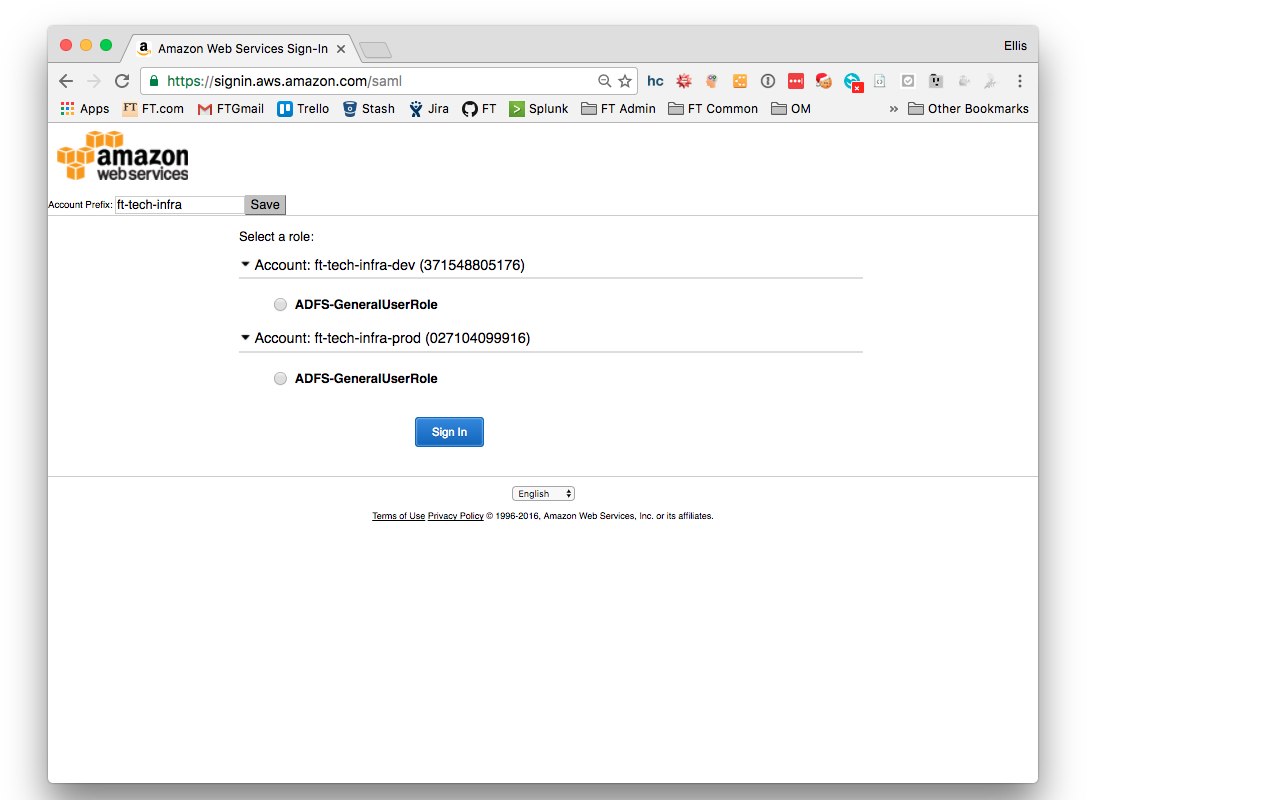 Amazon Web Services Sign-In
Ellis
https://signin.aws.amazon.com/saml
hc
Apps FT FT.com FTGmail Trello Stash Jira FT Splunk FT Admin FT Common OM » Other Bookmarks
amazon
web services
Account Prefix: ft-tech-infra Save
Select a role:
Account: ft-tech-infra-dev (371548805176)
ADFS-GeneralUserRole
Account: ft-tech-infra-prod (027104099916)
ADFS-GeneralUserRole
Sign In
English
Terms of Use Privacy Policy © 1996-2016, Amazon Web Services, Inc. or its affiliates.